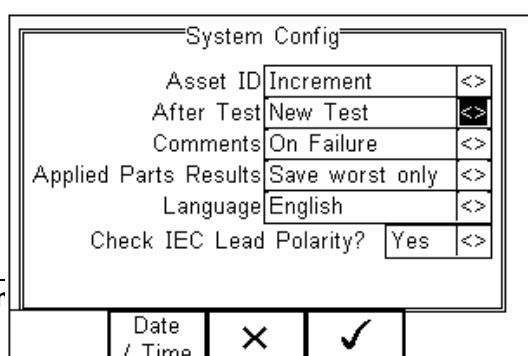 System Config
Asset ID Increment <>
After Test New Test <>
Comments On Failure <>
Applied Parts Results Save worst only <>
Language English <>
Check IEC Lead Polarity? Yes <>
Date
/ Time